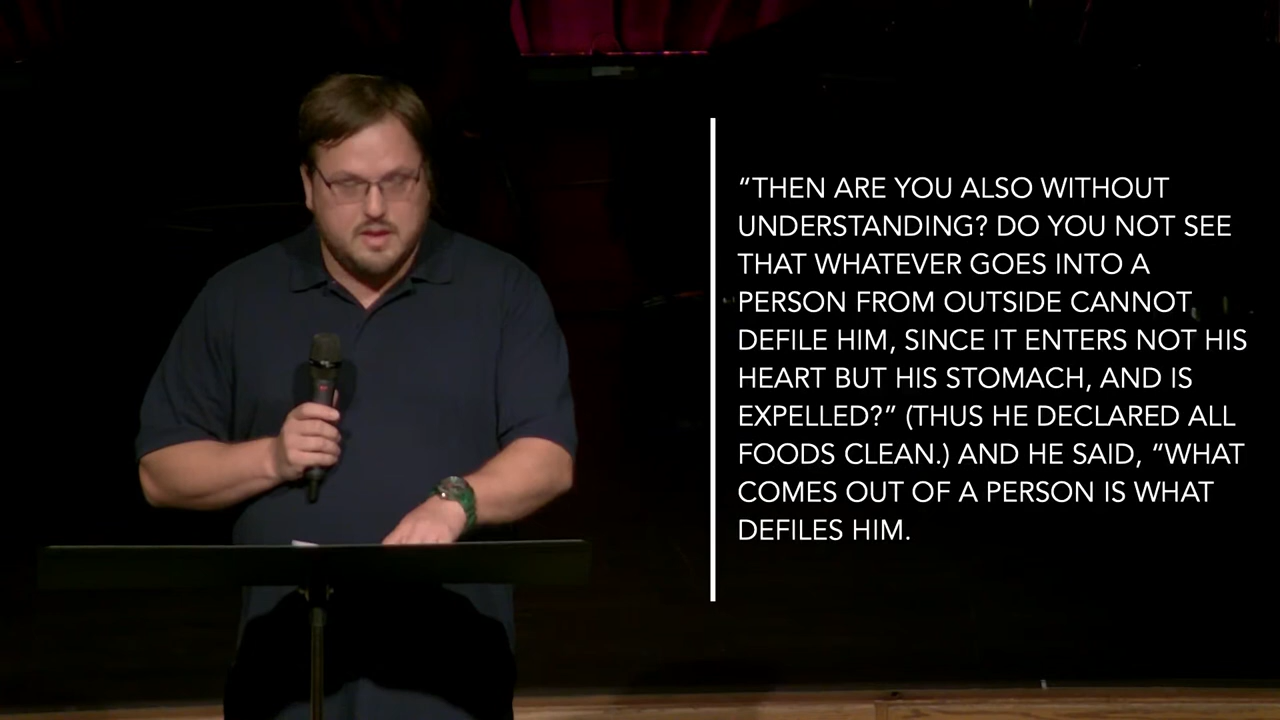 “THEN ARE YOU ALSO WITHOUT
UNDERSTANDING? DO YOU NOT SEE
THAT WHATEVER GOES INTO A
PERSON FROM OUTSIDE CANNOT
DEFILE HIM, SINCE IT ENTERS NOT HIS
HEART BUT HIS STOMACH, AND IS
EXPELLED?” (THUS HE DECLARED ALL
FOODS CLEAN.) AND HE SAID, “WHAT
COMES OUT OF A PERSON IS WHAT
DEFILES HIM.